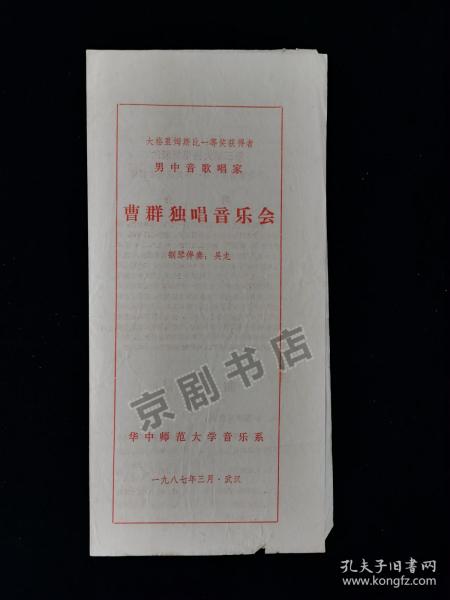 大格里姆斯比一等奖获得者
男中音歌唱家
曹群独唱音乐会
钢琴伴奏：吴龙
华中师范大学音乐系
一九八七年三月·武汉
京剧书店
孔夫子旧书网
www.kongfz.com